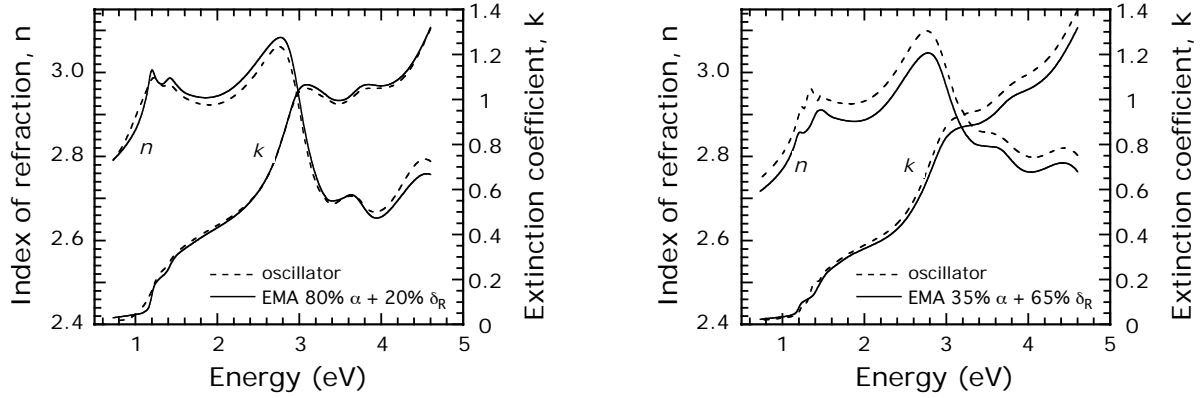 Index of refraction, n
3.0
2.8
2.6
2.4
n
k
oscillator
EMA 80% α + 20% δR
1.4
1.2
1
0.8
0.6
0.4
0.2
0
Extinction coefficient, k
1
2
3
4
5
Energy (eV)
Index of refraction, n
3.0
2.8
2.6
2.4
n
k
oscillator
EMA 35% α + 65% δR
1.4
1.2
1
0.8
0.6
0.4
0.2
0
Extinction coefficient, k
1
2
3
4
5
Energy (eV)